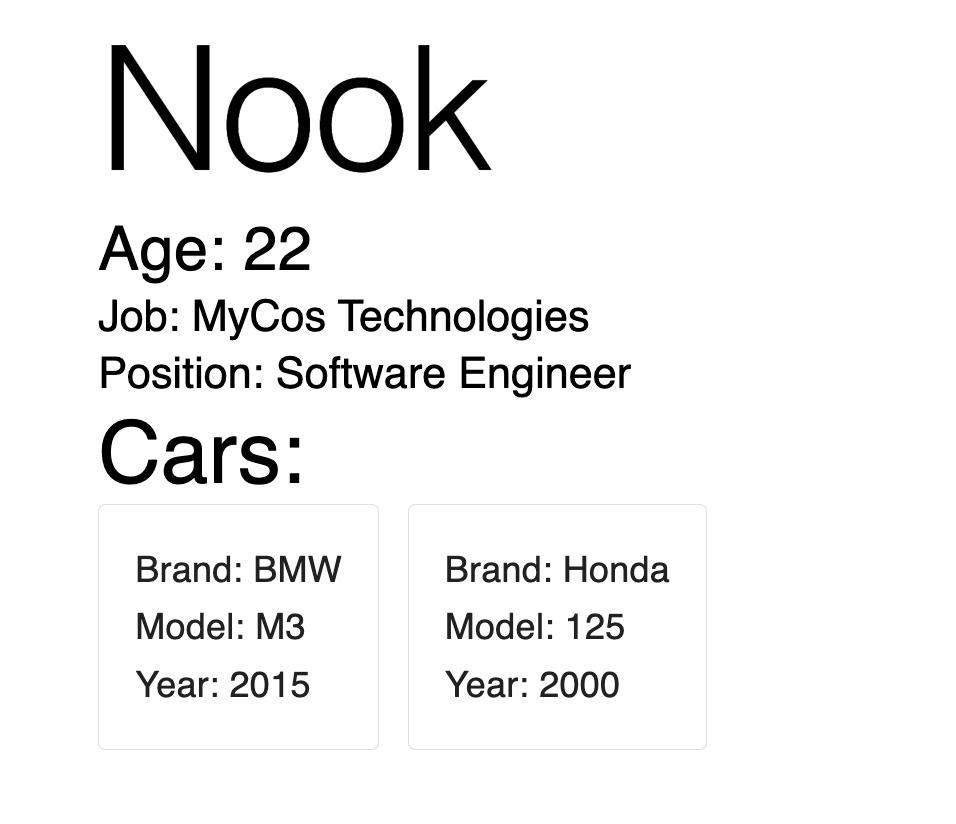 Nook
Age: 22
Job: MyCos Technologies
Position: Software Engineer
Cars:
Brand: BMW
Model: M3
Year: 2015
Brand: Honda
Model: 125
Year: 2000